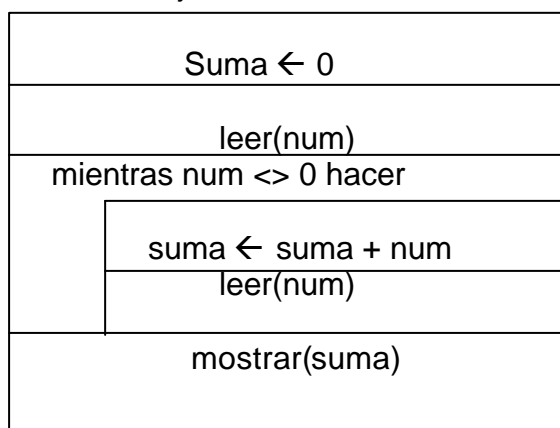 Suma ← 0
leer(num)
mientras num <> 0 hacer
suma ← suma + num
leer(num)
mostrar(suma)